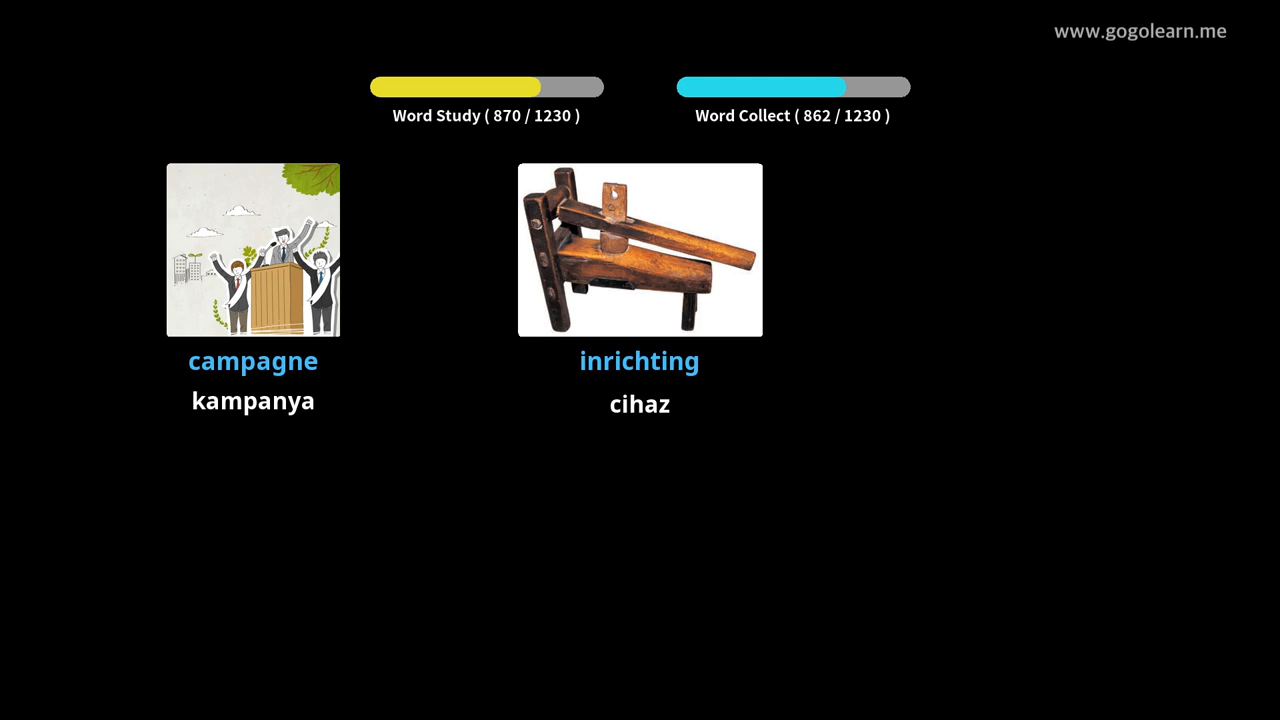 www.gogolearn.me
Word Study ( 870 / 1230 )
Word Collect ( 862 / 1230 )
campagne
kampanya
inrichting
cihaz